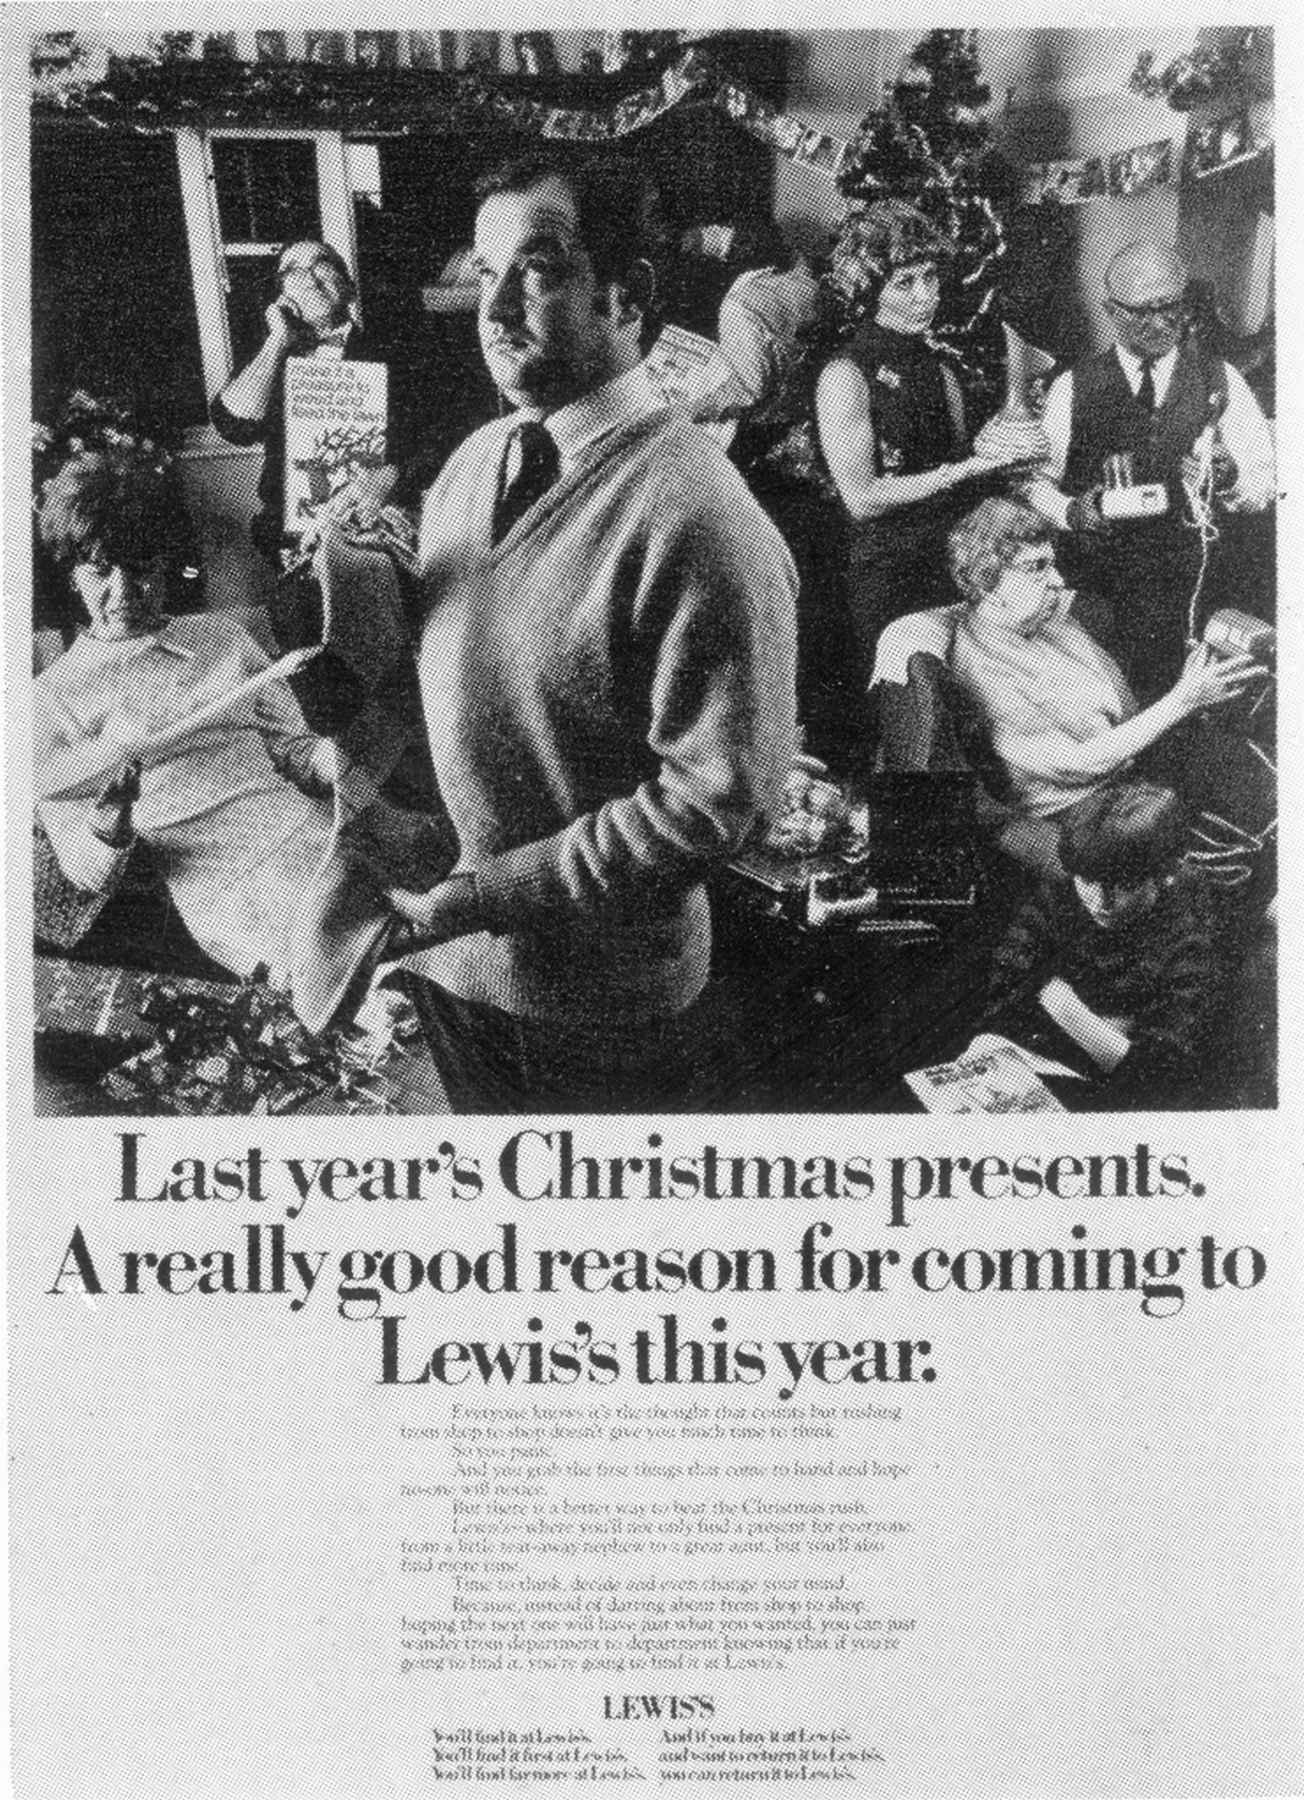 Last year's Christmas presents.
A really good reason for coming to
Lewis's this year.
Everyone knows it's the thought that counts but rushing
from shop to shop doesn't give you much time to think.
So you panic.
And you grab the first things that come to hand and hope
no-one will notice.
But there is a better way to beat the Christmas rush.
Lewis's—where you'll not only find a present for everyone,
from a little tear-away nephew to a great aunt, but you'll also
find more time.
Time to think, decide and even change your mind.
Because, instead of darting about from shop to shop,
hoping the next one will have just what you wanted, you can just
wander from department to department knowing that if you're
going to find it, you're going to find it at Lewis's.
LEWIS'S
You'll find it at Lewis's.
You'll find it first at Lewis's.
You'll find far more at Lewis's.
And if you buy it at Lewis's
and want to return it to Lewis's,
you can return it to Lewis's.